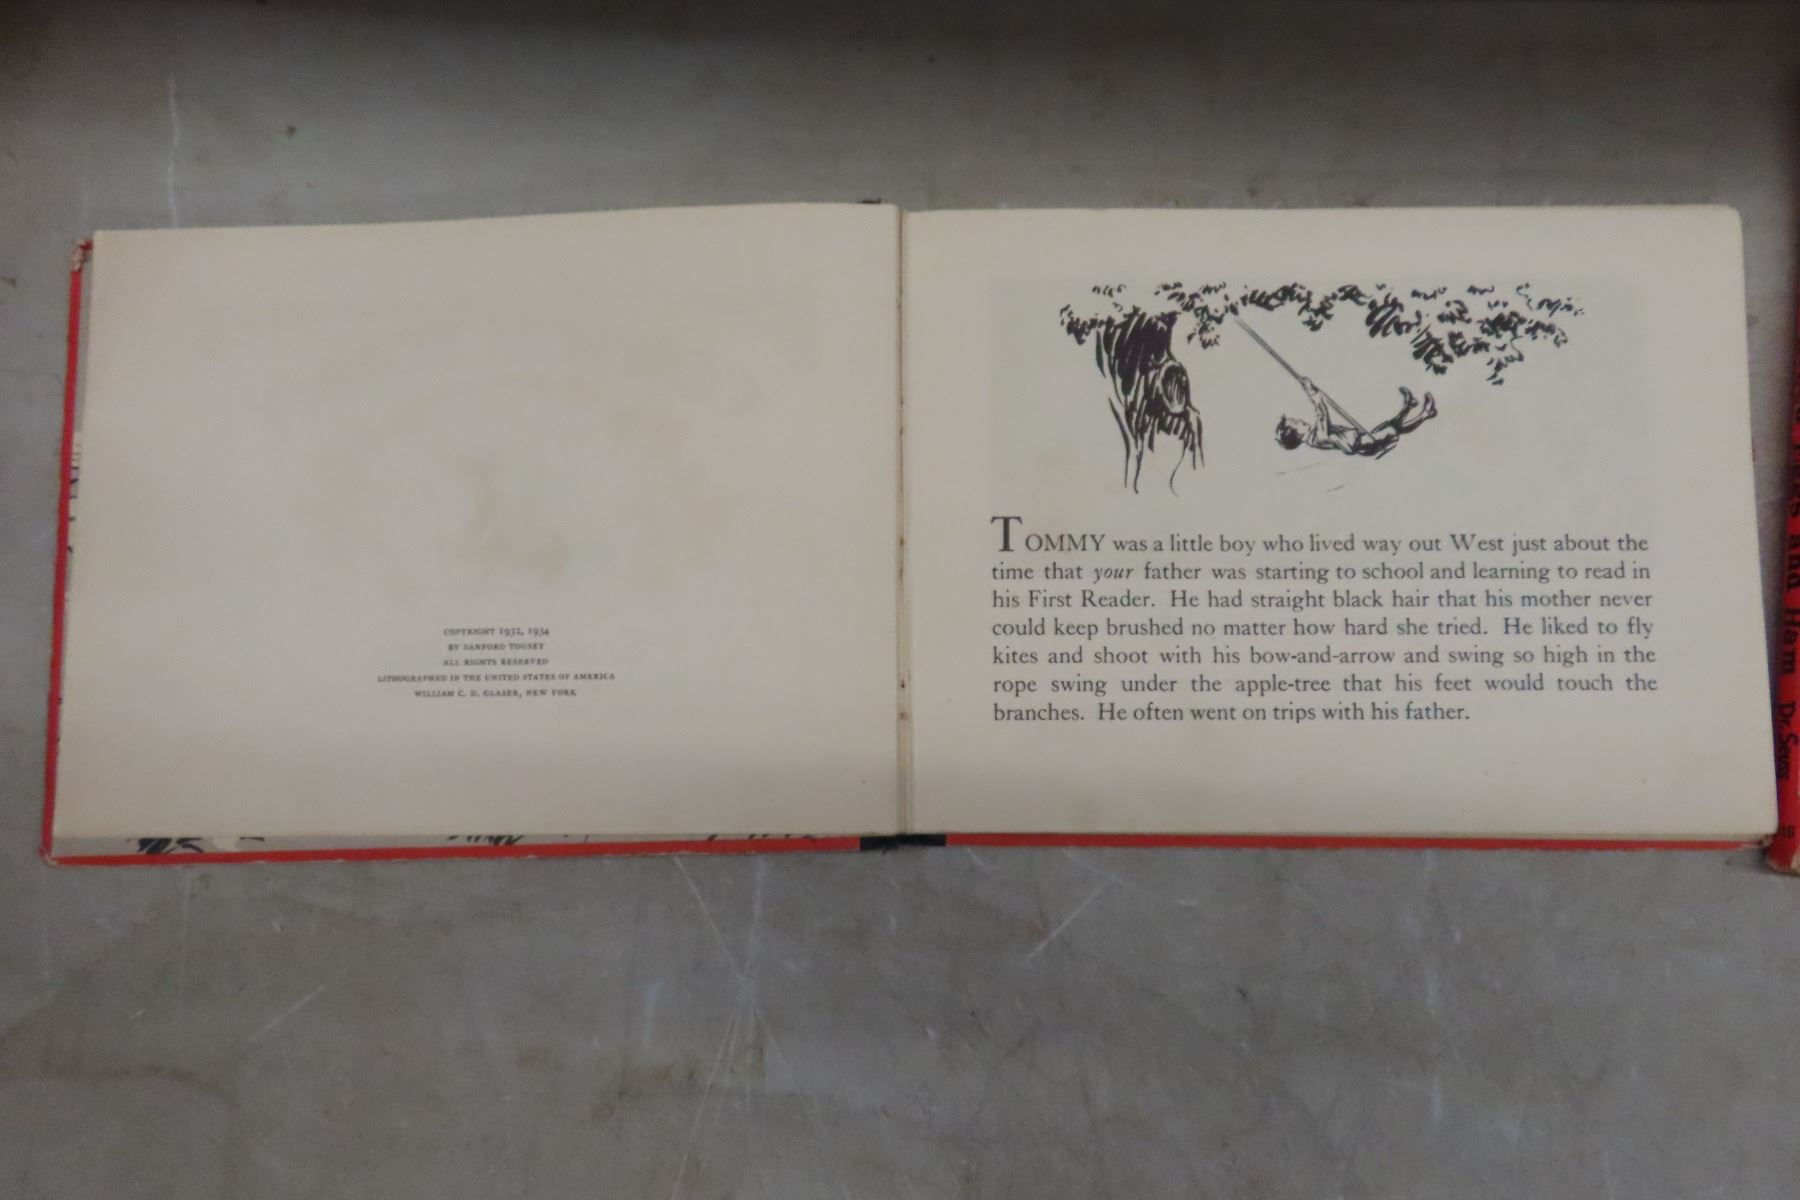 COPYRIGHT 1932, 1934
BY SANFORD TOUSEY
ALL RIGHTS RESERVED
LITHOGRAPHED IN THE UNITED STATES OF AMERICA
WILLIAM C. D. GLASER, NEW YORK
TOMMY was a little boy who lived way out West just about the
time that your father was starting to school and learning to read in
his First Reader. He had straight black hair that his mother never
could keep brushed no matter how hard she tried. He liked to fly
kites and shoot with his bow-and-arrow and swing so high in the
rope swing under the apple-tree that his feet would touch the
branches. He often went on trips with his father.
and Ham Dr. Seuss